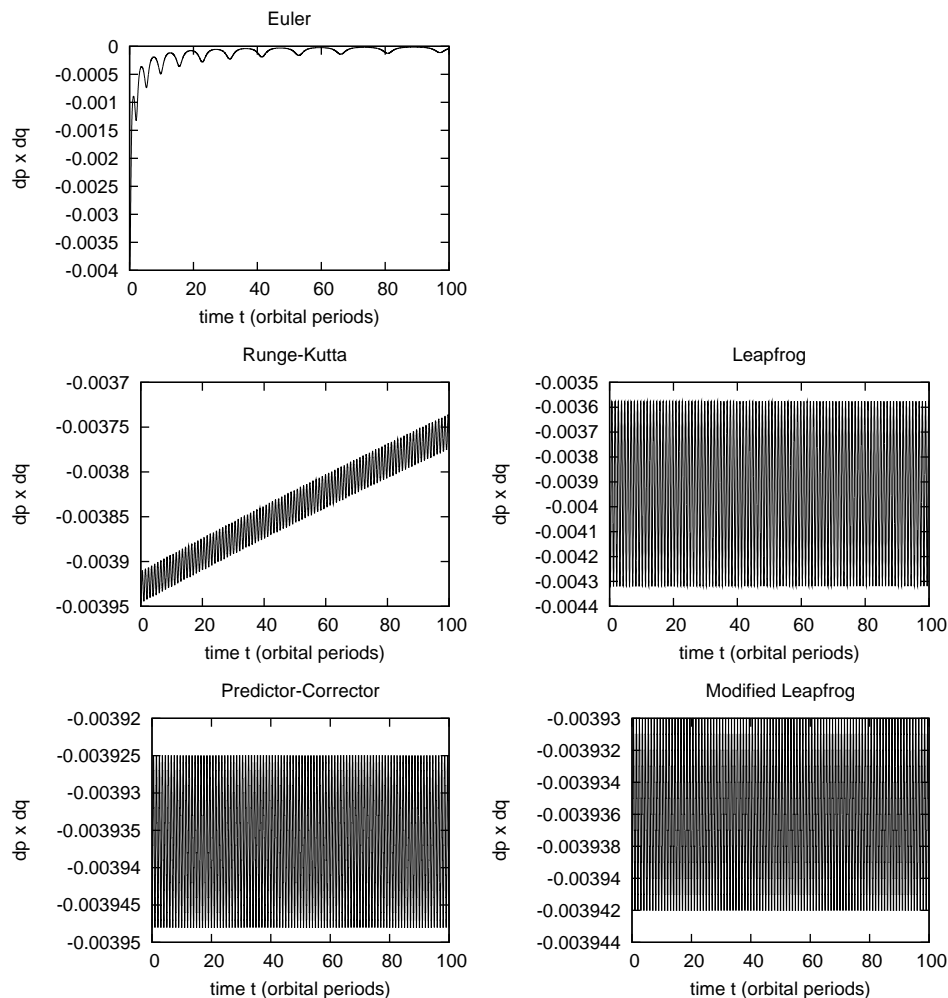 Euler
0
-0.0005
-0.001
-0.0015
-0.002
-0.0025
-0.003
-0.0035
-0.004
dp x dq
0 20 40 60 80 100
time t (orbital periods)
Runge-Kutta
-0.0037
-0.00375
-0.0038
-0.00385
-0.0039
-0.00395
dp x dq
0 20 40 60 80 100
time t (orbital periods)
Leapfrog
-0.0035
-0.0036
-0.0037
-0.0038
-0.0039
-0.004
-0.0041
-0.0042
-0.0043
-0.0044
dp x dq
0 20 40 60 80 100
time t (orbital periods)
Predictor-Corrector
-0.00392
-0.003925
-0.00393
-0.003935
-0.00394
-0.003945
-0.00395
dp x dq
0 20 40 60 80 100
time t (orbital periods)
Modified Leapfrog
-0.00393
-0.003932
-0.003934
-0.003936
-0.003938
-0.00394
-0.003942
-0.003944
dp x dq
0 20 40 60 80 100
time t (orbital periods)